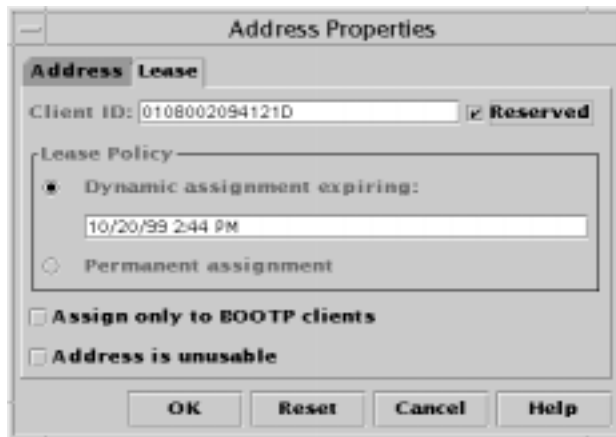 Address Properties
Address Lease
Client ID: 0108002094121D Reserved
Lease Policy
Dynamic assignment expiring:
10/20/99 2:44 PM
Permanent assignment
Assign only to BOOTP clients
Address is unusable
OK Reset Cancel Help